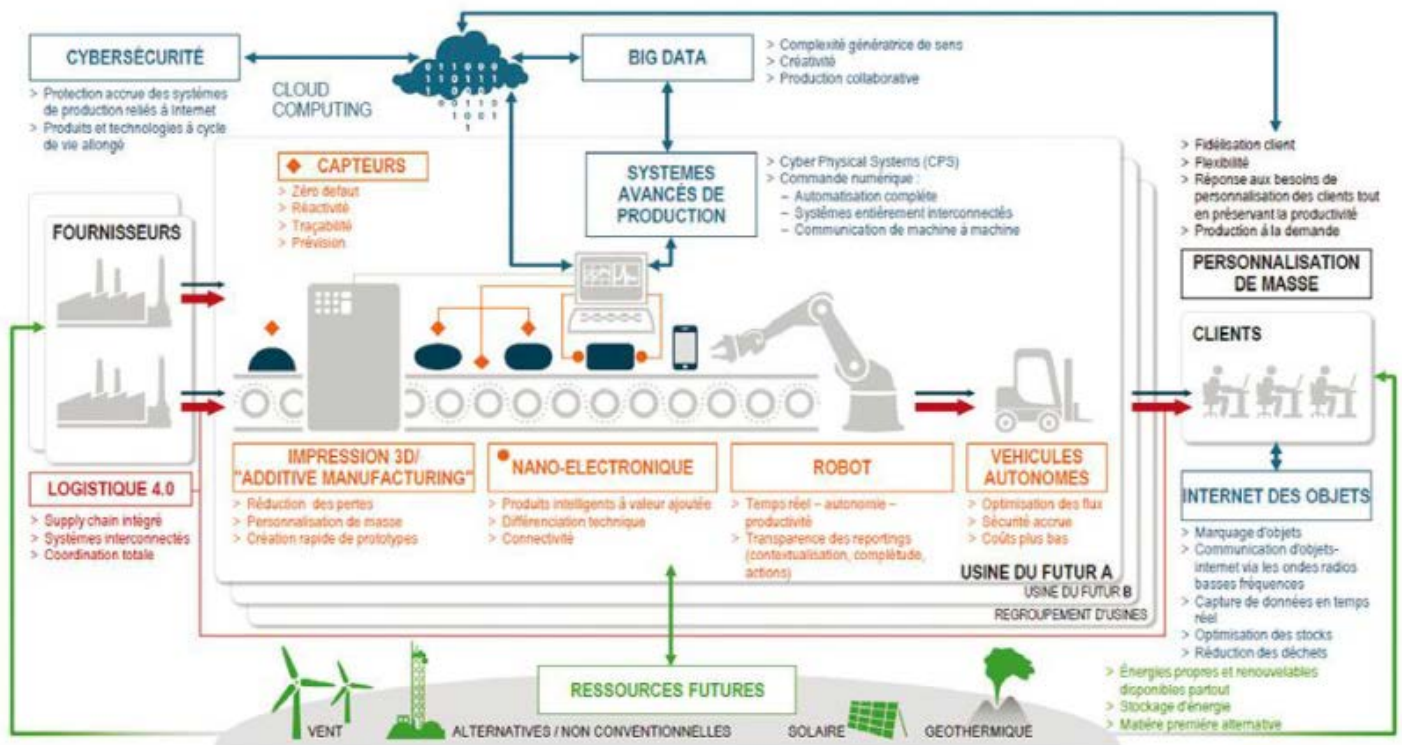 CYBERSÉCURITÉ
> Protection accrue des systèmes
de production reliés à Internet
> Produits et technologies à cycle
de vie allongé
CLOUD
COMPUTING
011000
110111
1000
00110
1001
1
BIG DATA
> Complexité génératrice de sens
> Créativité
> Production collaborative
◆ CAPTEURS
> Zéro defaut
> Réactivité
> Traçabilité
> Prévision
SYSTEMES
AVANCÉS DE
PRODUCTION
> Cyber Physical Systems (CPS)
> Commande numérique :
– Automatisation complète
– Systèmes entièrement interconnectés
– Communication de machine à machine
> Fidélisation client
> Flexibilité
> Réponse aux besoins de
personnalisation des clients tout
en préservant la productivité
> Production à la demande
PERSONNALISATION
DE MASSE
FOURNISSEURS
CLIENTS
LOGISTIQUE 4.0
> Supply chain intégré
> Systèmes interconnectés
> Coordination totale
IMPRESSION 3D/
"ADDITIVE MANUFACTURING"
> Réduction des pertes
> Personnalisation de masse
> Création rapide de prototypes
NANO-ELECTRONIQUE
> Produits intelligents à valeur ajoutée
> Différenciation technique
> Connectivité
ROBOT
> Temps réel – autonomie –
productivité
> Transparence des reportings
(contextualisation, complétude,
actions)
VEHICULES
AUTONOMES
> Optimisation des flux
> Sécurité accrue
> Coûts plus bas
USINE DU FUTUR A
USINE DU FUTUR B
REGROUPEMENT D'USINES
INTERNET DES OBJETS
> Marquage d'objets
> Communication d'objets-
internet via les ondes radios
basses fréquences
> Capture de données en temps
réel
> Optimisation des stocks
> Réduction des déchets
RESSOURCES FUTURES
VENT
ALTERNATIVES / NON CONVENTIONNELLES
SOLAIRE
GEOTHERMIQUE
> Énergies propres et renouvelables
disponibles partout
> Stockage d'énergie
> Matière première alternative